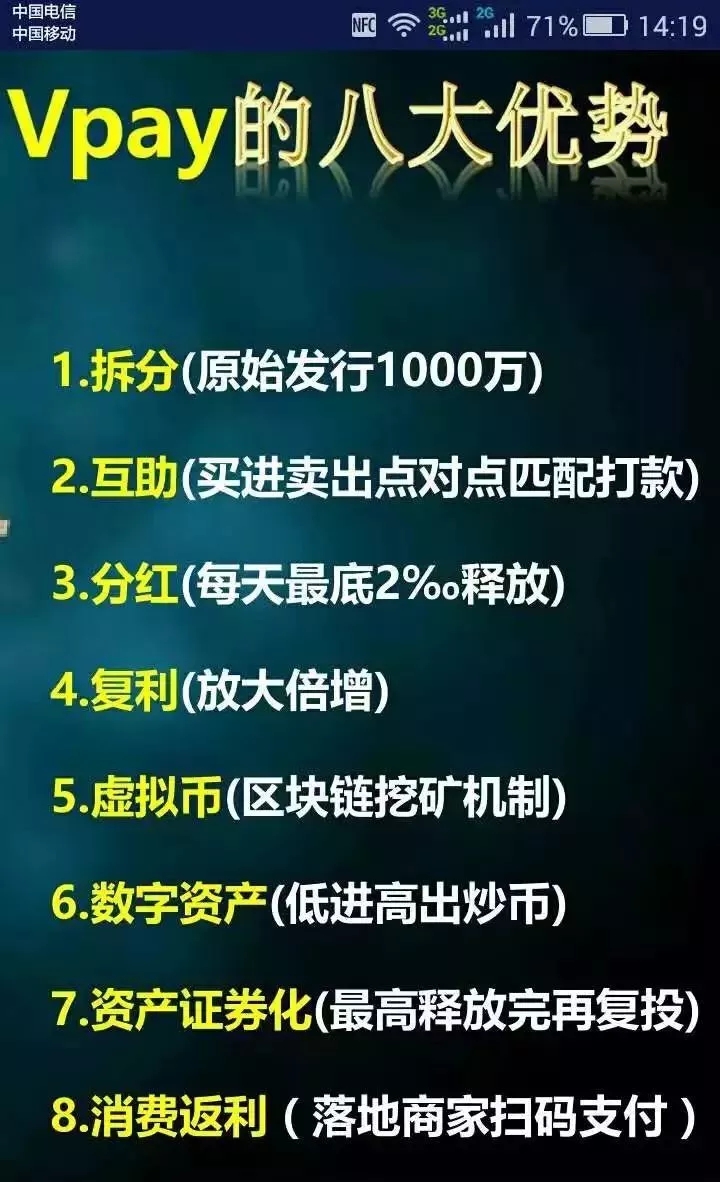 中国电信
中国移动
NFC 3G 2G 2G 71% 14:19
Vpay的八大优势
1.拆分(原始发行1000万)
2.互助(买进卖出点对点匹配打款)
3.分红(每天最底2‰释放)
4.复利(放大倍增)
5.虚拟币(区块链挖矿机制)
6.数字资产(低进高出炒币)
7.资产证券化(最高释放完再复投)
8.消费返利（落地商家扫码支付）